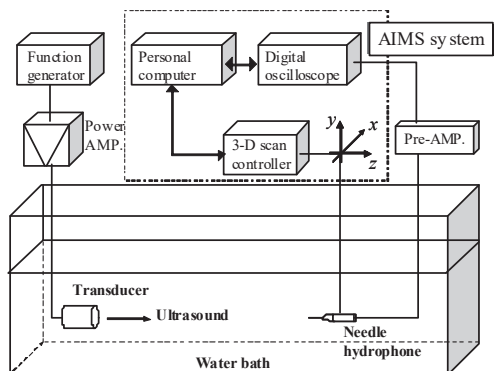 AIMS system
Function
generator
Personal
computer
Digital
oscilloscope
Power
AMP.
3-D scan
controller
y
x
z
Pre-AMP.
Transducer
Ultrasound
Needle
hydrophone
Water bath